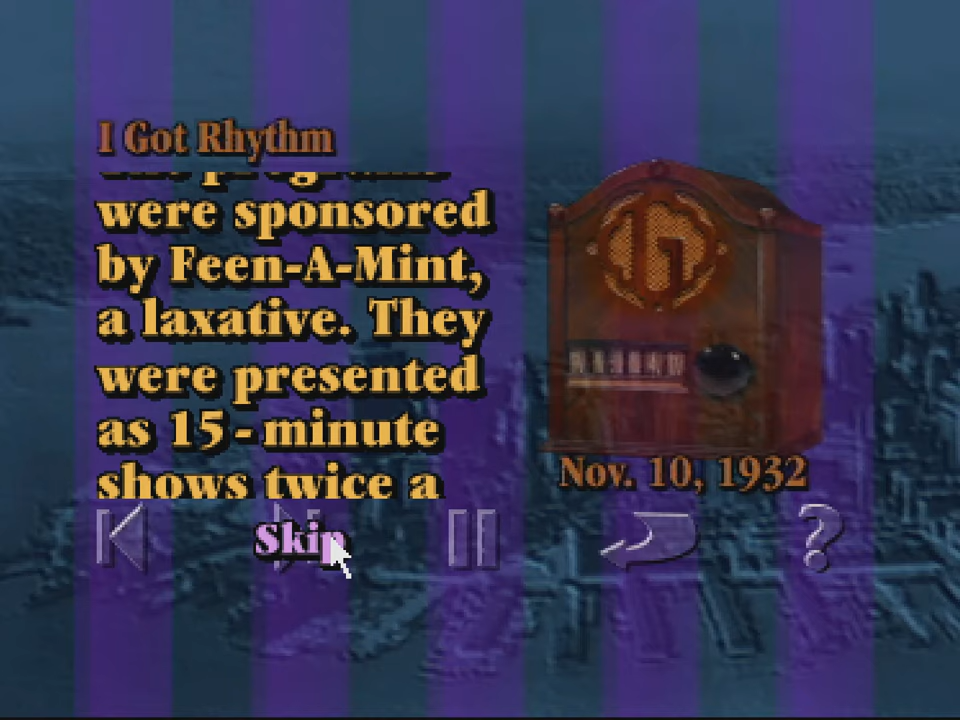 I Got Rhythm
were sponsored
by Feen-A-Mint,
a laxative. They
were presented
as 15-minute
shows twice a
Nov. 10, 1932
Skip
?